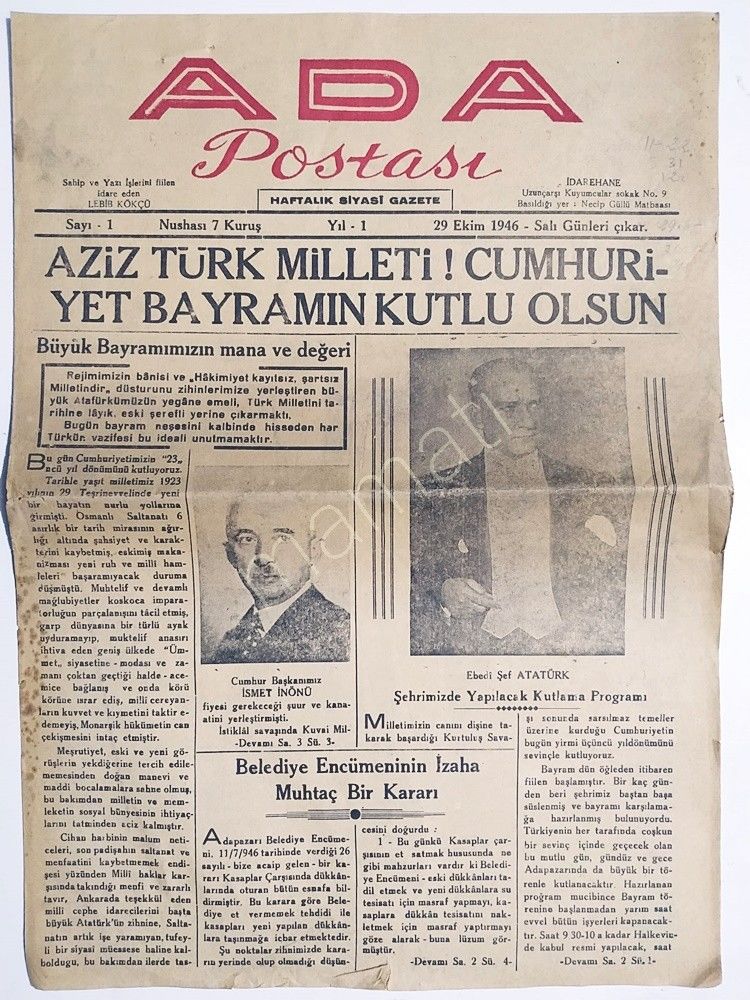 ADA
Postası
HAFTALIK SİYASÎ GAZETE
Sahip ve Yazı İşlerini fiilen
idare eden
LEBİB KÖKÇÜ
İDAREHANE
Uzunçarşı Kuyumcular sokak No. 9
Basıldığı yer : Necip Güllü Matbaası
Sayı - 1 Nushası 7 Kuruş Yıl - 1 29 Ekim 1946 - Salı Günleri çıkar.
AZİZ TÜRK MİLLETİ ! CUMHURİ-
YET BAYRAMIN KUTLU OLSUN
Büyük Bayramımızın mana ve değeri
Rejimimizin bânisi ve „Hâkimiyet kayıtsız, şartsız
Milletindir„ düsturunu zihinlerimize yerleştiren bü-
yük Atatürkümüzün yegâne emeli, Türk Milletini ta-
rihine lâyık, eski şerefli yerine çıkarmaktı.
Bugün bayram neşesini kalbinde hisseden her
Türkün vazifesi bu ideali unutmamaktır.
Bu gün Cumhuriyetimizin “23„
ncü yıl dönümünü kutluyoruz.
Tarihle yaşıt milletimiz 1923
yılının 29 Teşrinevvelinde yeni
bir hayatın nurlu yollarına
girmişti. Osmanlı Saltanatı 6
asırlık bir tarih mirasının ağır-
lığı altında şahsiyet ve karak-
terini kaybetmiş, eskimiş maka-
nizması yeni ruh ve milli ham-
leleri başaramıyacak duruma
düşmüştü. Muhtelif ve devamlı
mağlubiyetler koskoca impara-
torluğun parçalanışını tâcil etmiş,
garp dünyasına bir türlü ayak
uyduramayıp, muktelif anasırı
ihtiva eden geniş ülkede “Üm-
met„ siyasetine - modası ve za-
manı çoktan geçtiği halde - ace-
mice bağlanış ve onda körü
körüne ısrar ediş, milli cereyan-
ların kuvvet ve kıymetini taktir e-
demeyiş, Monarşik hükümetin can
çekişmesini intaç etmiştir.
Meşrutiyet, eski ve yeni gö-
rüşlerin yekdiğerine tercih edile-
memesinden doğan manevi ve
maddi bocalamalara sahne olmuş,
bu bakımdan milletin ve mem-
leketin sosyal bünyesinin ihtiyaç-
larını tatminden aciz kalmıştır.
Cihan harbinin malum neti-
celeri, son padişahın saltanat ve
menfaatini kaybetmemek endi-
şesi yüzünden Milli haklar kar-
şısında takındığı menfi ve zararlı
tavır, Ankarada teşekkül eden
milli cephe idarecilerini başta
büyük Atatürk'ün zihnine, Salta-
natın artık işe yaramıyan, tufey-
li bir siyasi müessese haline kal-
bolduğu, bu bakımdan ilerde tas-
Cumhur Başkanımız
İSMET İNÖNÜ
fiyesi gerekeceği şuur ve kana-
atini yerleştirmişti.
İstiklâl savaşında Kuvai Mil-
-Devamı Sa. 3 Sü. 3-
Ebedî Şef ATATÜRK
Şehrimizde Yapılacak Kutlama Programı
Milletimizin canını dişine ta-
karak başardığı Kurtuluş Sava-
şı sonunda sarsılmaz temeller
üzerine kurduğu Cumhuriyetin
bugün yirmi üçüncü yıldönümünü
sevinçle kutluyoruz.
Bayram dün öğleden itibaren
fiilen başlamıştır. Bir kaç gün-
den beri şehrimiz baştan başa
süslenmiş ve bayramı karşılama-
ğa hazırlanmış bulunuyordu.
Türkiyenin her tarafında coşkun
bir sevinç içinde geçecek olan
bu mutlu gün, gündüz ve gece
Adapazarında da büyük bir tö-
renle kutlanacaktır. Hazırlanan
program mucibince Bayram tö-
renine başlanmadan yarım saat
evvel bütün işyerleri kapanacak-
tır. Saat 9 30-10 a kadar Halkevin-
de kabul resmi yapılacak, saat
-Devamı Sa. 2 Sü. 1-
Belediye Encümeninin İzaha
Muhtaç Bir Kararı
Adapazarı Belediye Encüme-
ni, 11/7/946 tarihinde verdiği 26
sayılı - bize acaip gelen - bir ka-
rarı Kasaplar Çarşısında dükkân-
larında oturan bütün esnafa bil-
dirmiştir. Bu karara göre Bele-
diye et vermemek tehdidi ile
kasapları yeni yapılan dükkân-
lara taşınmağa icbar etmektedir.
Şu noktalar zihnimizde kara-
rın yerinde olup olmadığı düşün-
cesini doğurdu :
1 - Bu günkü Kasaplar çar-
şısının et satmak hususunda ne
gibi mahzurları vardır ki Beledi-
ye Encümeni - eski dükkânları ta-
dil etmek ve yeni dükkânlara su
tesisatı için masraf yapmayı, ka-
saplara dükkân tesisatını nak-
letmek için masraf yaptırmayı
göze alarak - buna lüzum gör-
müştür.
-Devamı Sa. 2 Sü. 4-
mamatı